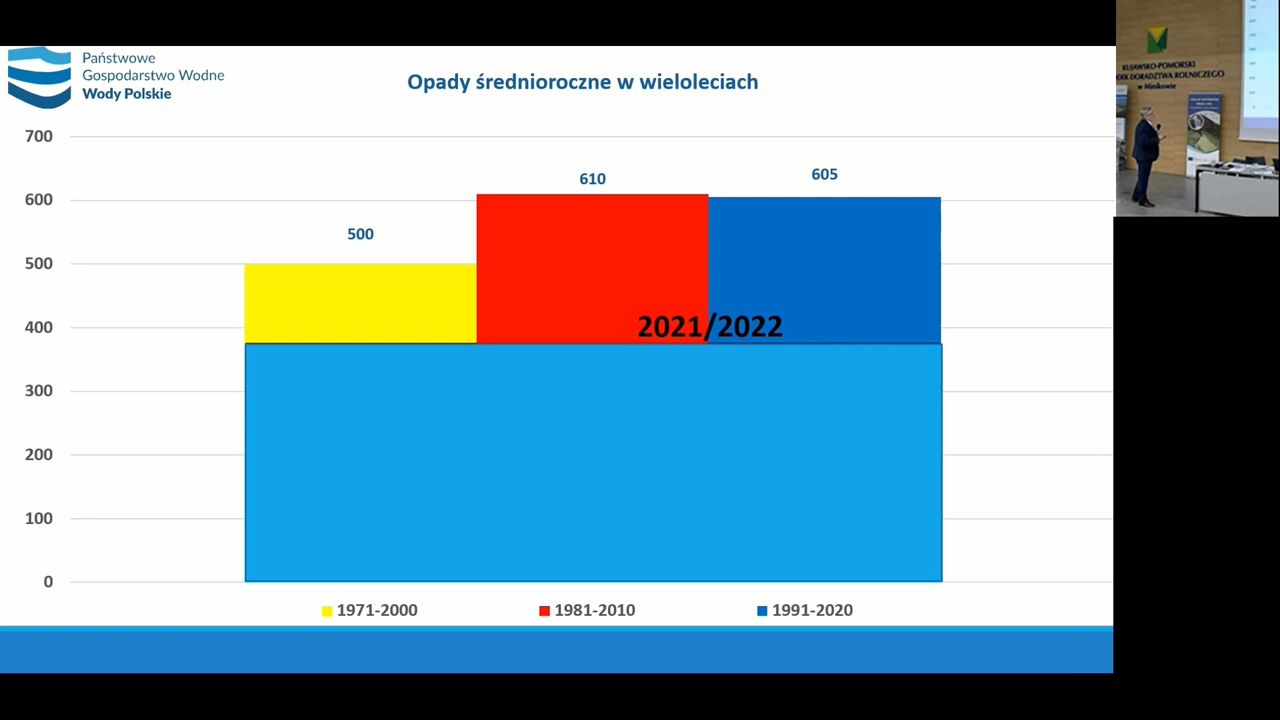 Państwowe
Gospodarstwo Wodne
Wody Polskie
Opady średnioroczne w wieloleciach
700
600
500
400
300
200
100
0
500
610
605
2021/2022
1971-2000
1981-2010
1991-2020
KUJAWSKO-POMORSKI
DORADZTWA ROLNICZEGO
w Minikowie